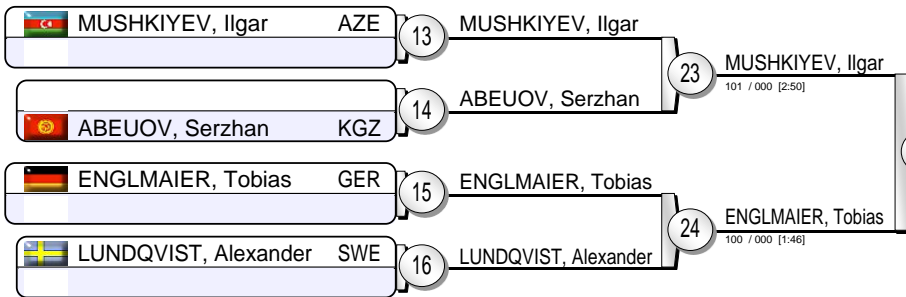 MUSHKIYEV, Ilgar AZE
13
MUSHKIYEV, Ilgar
23
MUSHKIYEV, Ilgar
101 / 000 [2:50]
14
ABEUOV, Serzhan
ABEUOV, Serzhan KGZ
ENGLMAIER, Tobias GER
15
ENGLMAIER, Tobias
24
ENGLMAIER, Tobias
100 / 000 [1:46]
LUNDQVIST, Alexander SWE
16
LUNDQVIST, Alexander